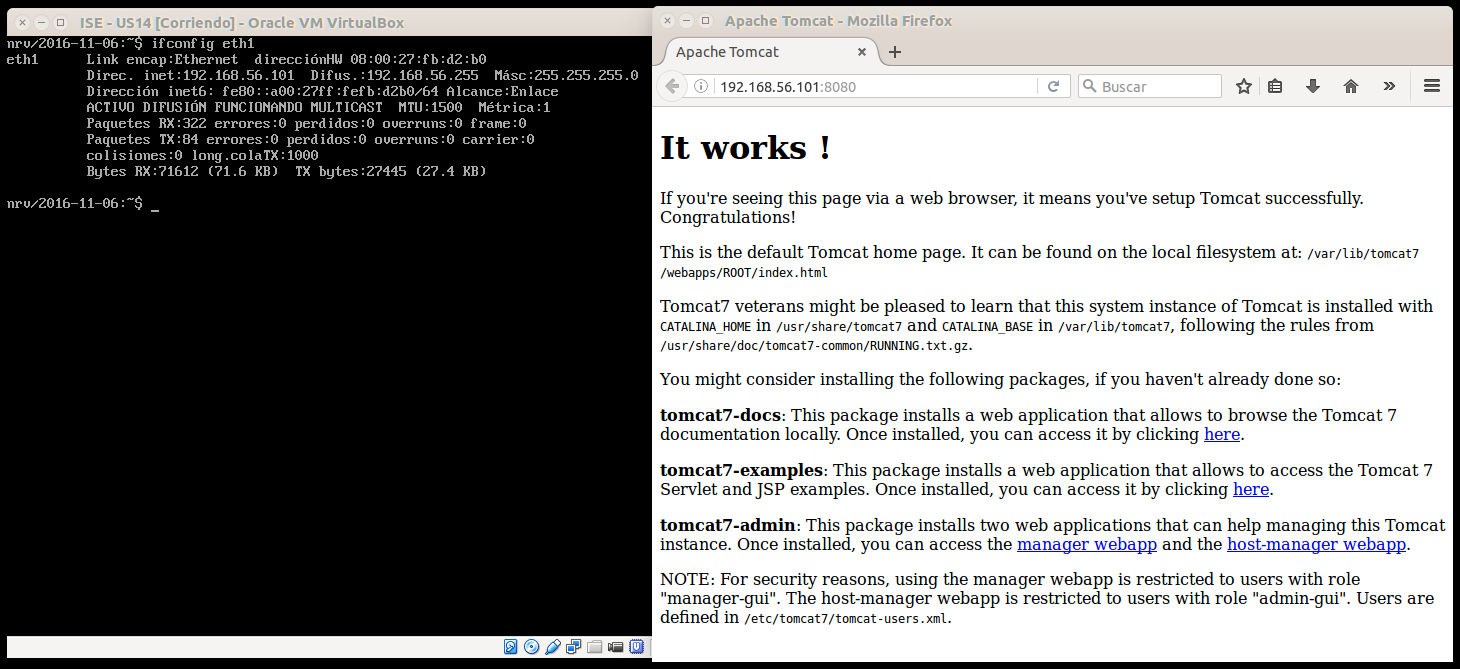 ISE - US14 [Corriendo] - Oracle VM VirtualBox
nrv/2016-11-06:~$ ifconfig eth1
eth1 Link encap:Ethernet direcciónHW 08:00:27:fb:d2:b0
Direc. inet:192.168.56.101 Difus.:192.168.56.255 Másc:255.255.255.0
Dirección inet6: fe80::a00:27ff:fefb:d2b0/64 Alcance:Enlace
ACTIVO DIFUSIÓN FUNCIONANDO MULTICAST MTU:1500 Métrica:1
Paquetes RX:322 errores:0 perdidos:0 overruns:0 frame:0
Paquetes TX:84 errores:0 perdidos:0 overruns:0 carrier:0
colisiones:0 long.colaTX:1000
Bytes RX:71612 (71.6 KB) TX bytes:27445 (27.4 KB)
nrv/2016-11-06:~$ _
Apache Tomcat - Mozilla Firefox
Apache Tomcat
192.168.56.101:8080
Buscar
It works !
If you're seeing this page via a web browser, it means you've setup Tomcat successfully.
Congratulations!
This is the default Tomcat home page. It can be found on the local filesystem at: /var/lib/tomcat7
/webapps/ROOT/index.html
Tomcat7 veterans might be pleased to learn that this system instance of Tomcat is installed with
CATALINA_HOME in /usr/share/tomcat7 and CATALINA_BASE in /var/lib/tomcat7, following the rules from
/usr/share/doc/tomcat7-common/RUNNING.txt.gz.
You might consider installing the following packages, if you haven't already done so:
tomcat7-docs: This package installs a web application that allows to browse the Tomcat 7
documentation locally. Once installed, you can access it by clicking here.
tomcat7-examples: This package installs a web application that allows to access the Tomcat 7
Servlet and JSP examples. Once installed, you can access it by clicking here.
tomcat7-admin: This package installs two web applications that can help managing this Tomcat
instance. Once installed, you can access the manager webapp and the host-manager webapp.
NOTE: For security reasons, using the manager webapp is restricted to users with role
"manager-gui". The host-manager webapp is restricted to users with role "admin-gui". Users are
defined in /etc/tomcat7/tomcat-users.xml.